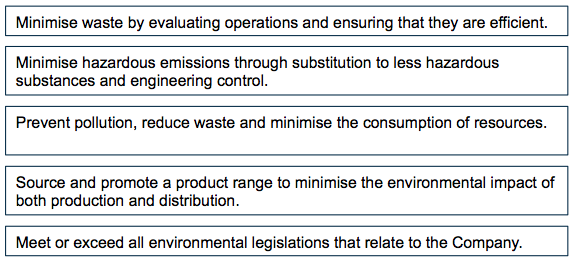 Minimise waste by evaluating operations and ensuring that they are efficient.
Minimise hazardous emissions through substitution to less hazardous
substances and engineering control.
Prevent pollution, reduce waste and minimise the consumption of resources.
Source and promote a product range to minimise the environmental impact of
both production and distribution.
Meet or exceed all environmental legislations that relate to the Company.